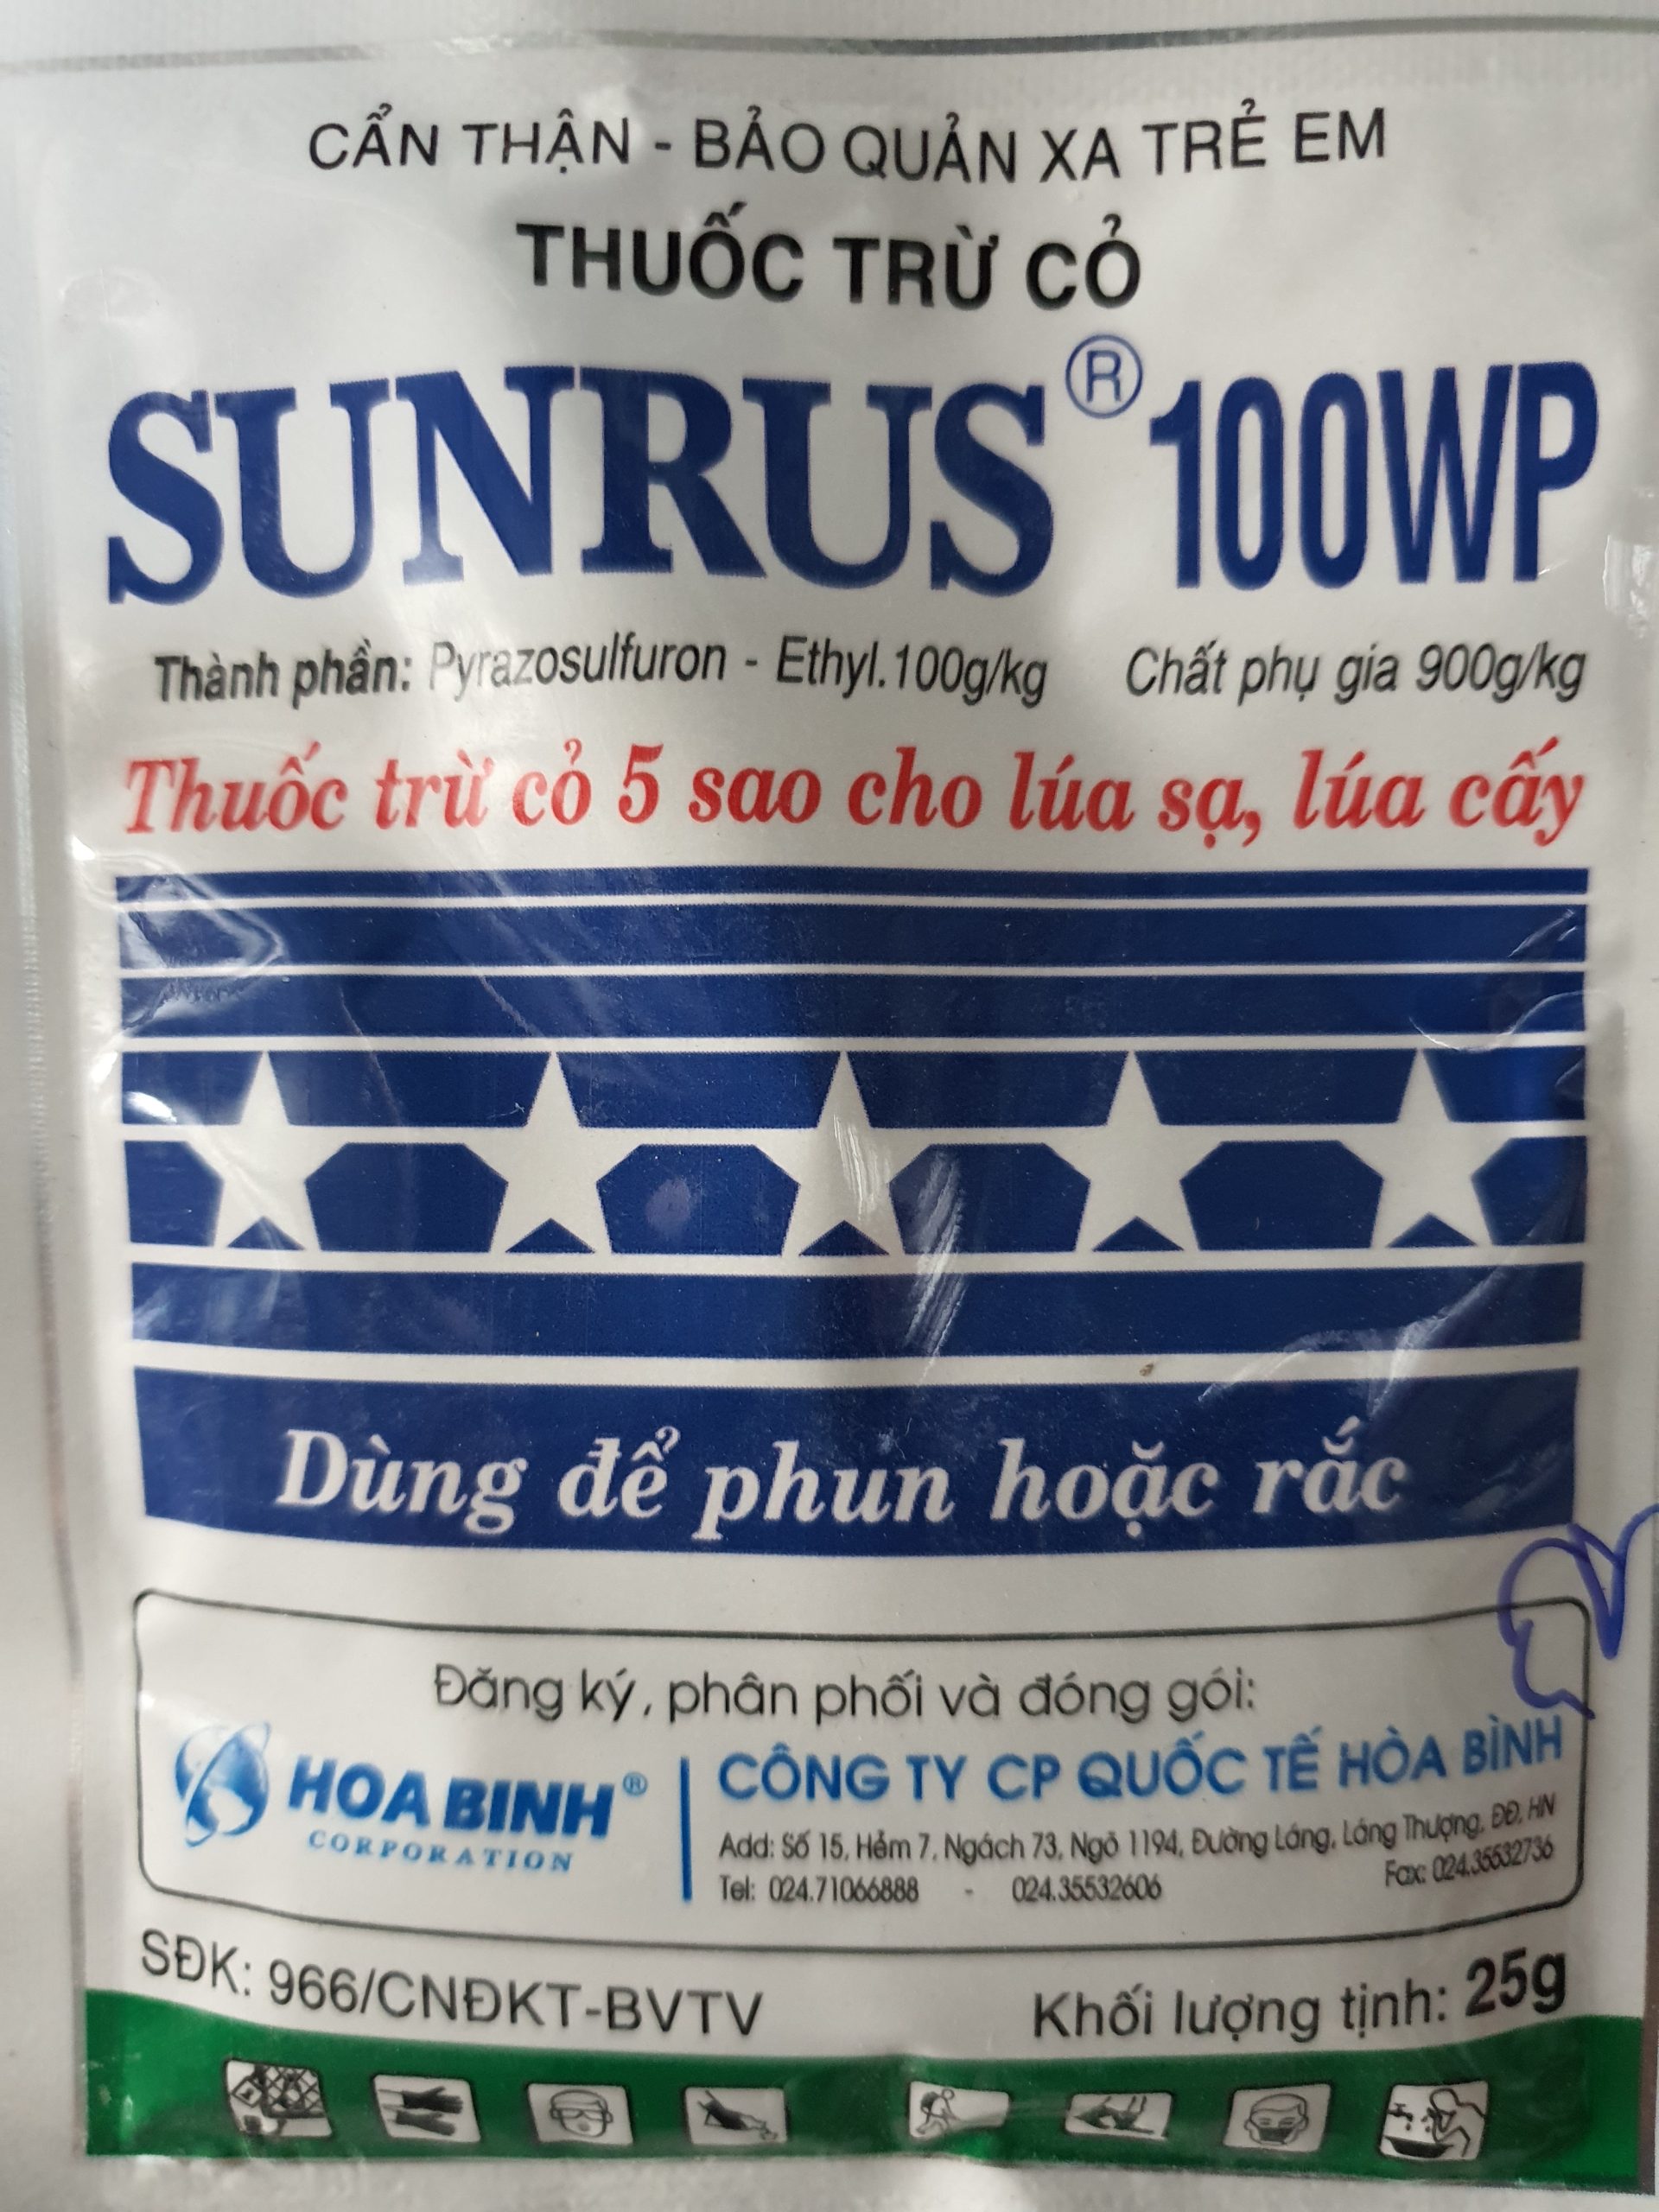 CẨN THẬN - BẢO QUẢN XA TRẺ EM
THUỐC TRỪ CỎ
SUNRUS® 100WP
Thành phần: Pyrazosulfuron - Ethyl.100g/kg Chất phụ gia 900g/kg
Thuốc trừ cỏ 5 sao cho lúa sạ, lúa cấy
Dùng để phun hoặc rắc
Đăng ký, phân phối và đóng gói:
HOA BINH®
CORPORATION
CÔNG TY CP QUỐC TẾ HÒA BÌNH
Add: Số 15, Hẻm 7, Ngách 73, Ngõ 1194, Đường Láng, Láng Thượng, ĐĐ, HN
Tel: 024.71066888 - 024.35532606 Fax: 024.35532736
SĐK: 966/CNĐKT-BVTV
Khối lượng tịnh: 25g